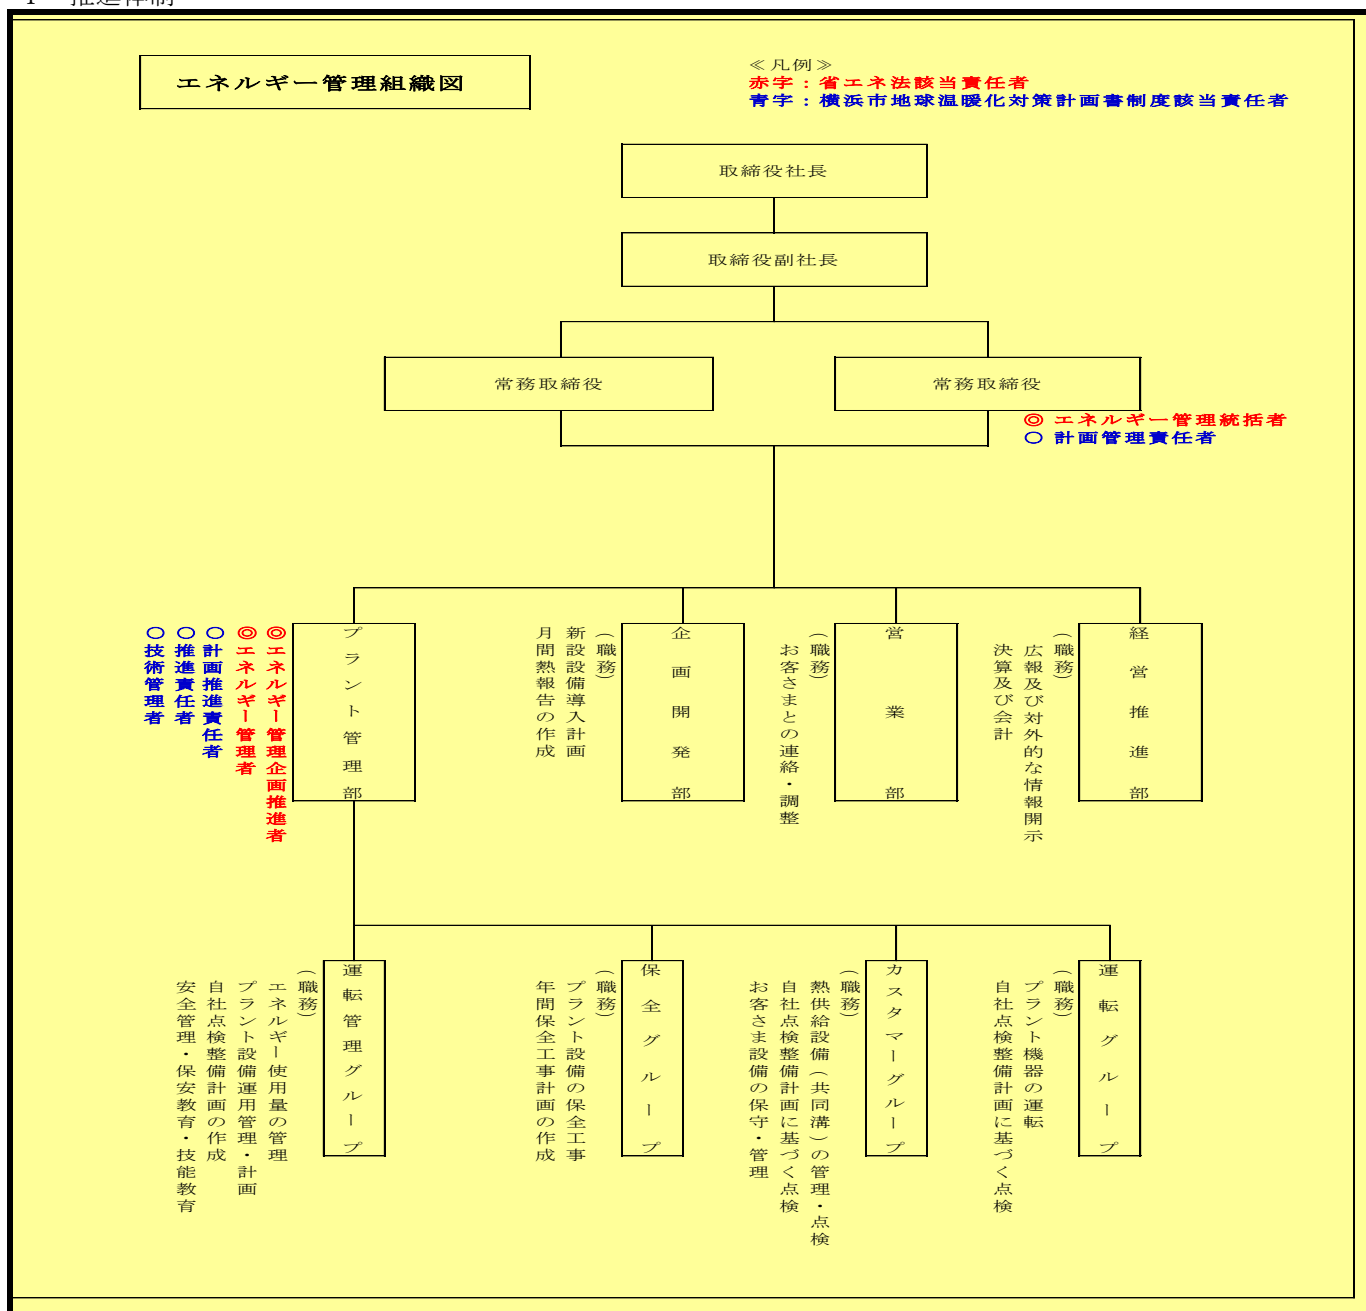 推進体制
エネルギー管理組織図
≪凡例≫
赤字：省エネ法該当責任者
青字：横浜市地球温暖化対策計画書制度該当責任者
取締役社長
取締役副社長
常務取締役
常務取締役
◎ エネルギー管理統括者
○ 計画管理責任者
経営推進部
（職務）
広報及び対外的な情報開示
決算及び会計
営業部
（職務）
お客さまとの連絡・調整
企画開発部
（職務）
新設設備導入計画
月間熱報告の作成
プラント管理部
◎エネルギー管理企画推進者
◎エネルギー管理者
○計画推進責任者
○推進責任者
○技術管理者
運転グループ
（職務）
プラント機器の運転
自社点検整備計画に基づく点検
カスタマーグループ
（職務）
熱供給設備（共同溝）の管理・点検
自社点検整備計画に基づく点検
お客さま設備の保守・管理
保全グループ
（職務）
プラント設備の保全工事
年間保全工事計画の作成
運転管理グループ
（職務）
エネルギー使用量の管理
プラント設備運用管理・計画
自社点検整備計画の作成
安全管理・保安教育・技能教育